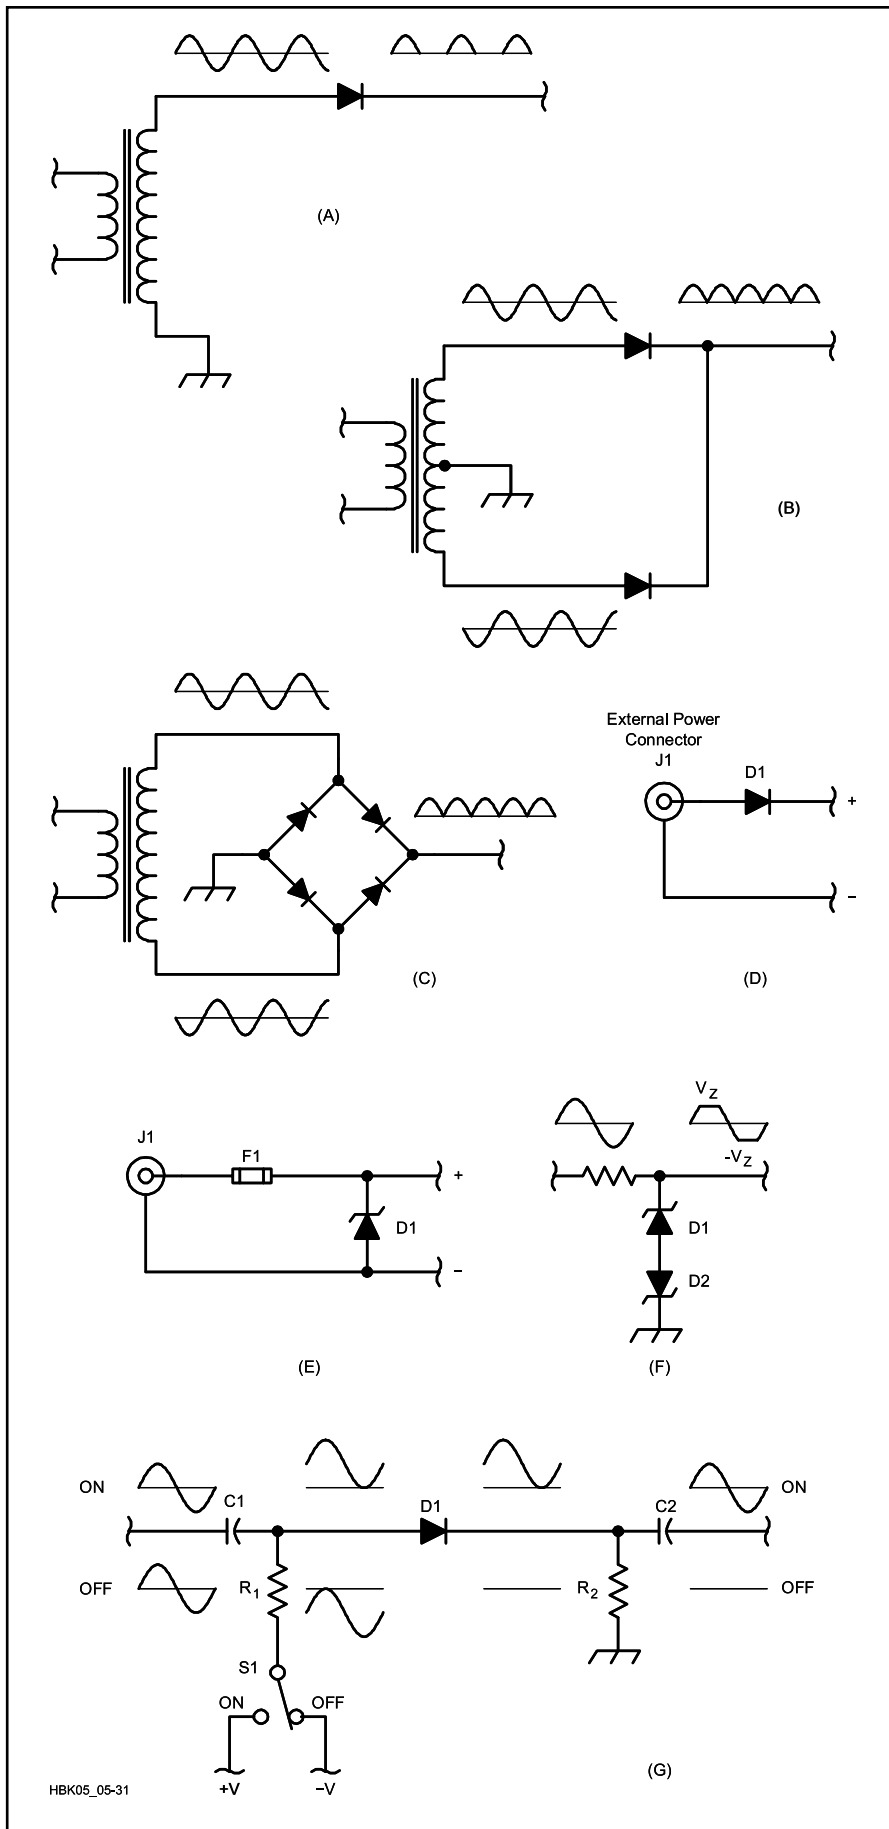 (A)
(B)
External Power
Connector
J1
D1
+
−
(C)
(D)
J1
F1
D1
+
−
(E)
VZ
-VZ
D1
D2
(F)
ON
C1
D1
C2
ON
OFF
R1
R2
OFF
S1
ON
OFF
+V
−V
(G)
HBK05_05-31